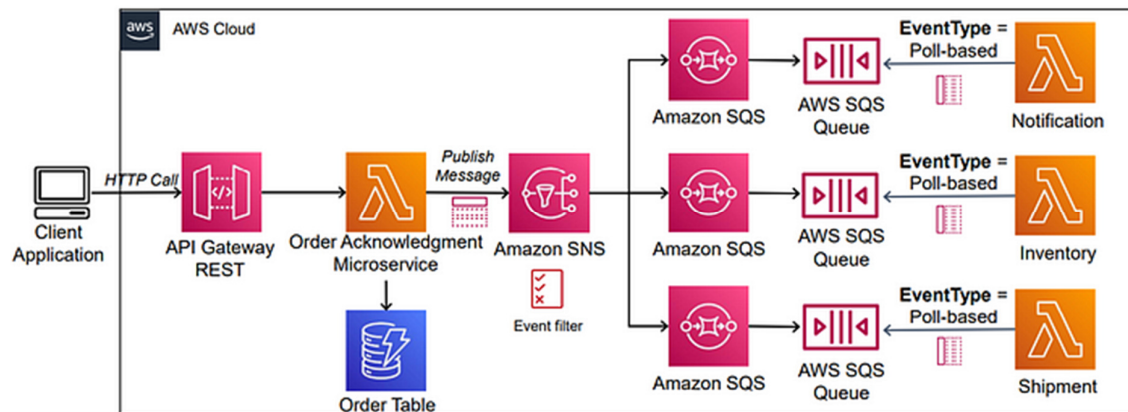 aws
AWS Cloud
Client
Application
HTTP Call
API Gateway
REST
Order Acknowledgment
Microservice
Order Table
Publish
Message
Amazon SNS
Event filter
Amazon SQS
AWS SQS
Queue
EventType =
Poll-based
Notification
Amazon SQS
AWS SQS
Queue
EventType =
Poll-based
Inventory
Amazon SQS
AWS SQS
Queue
EventType =
Poll-based
Shipment